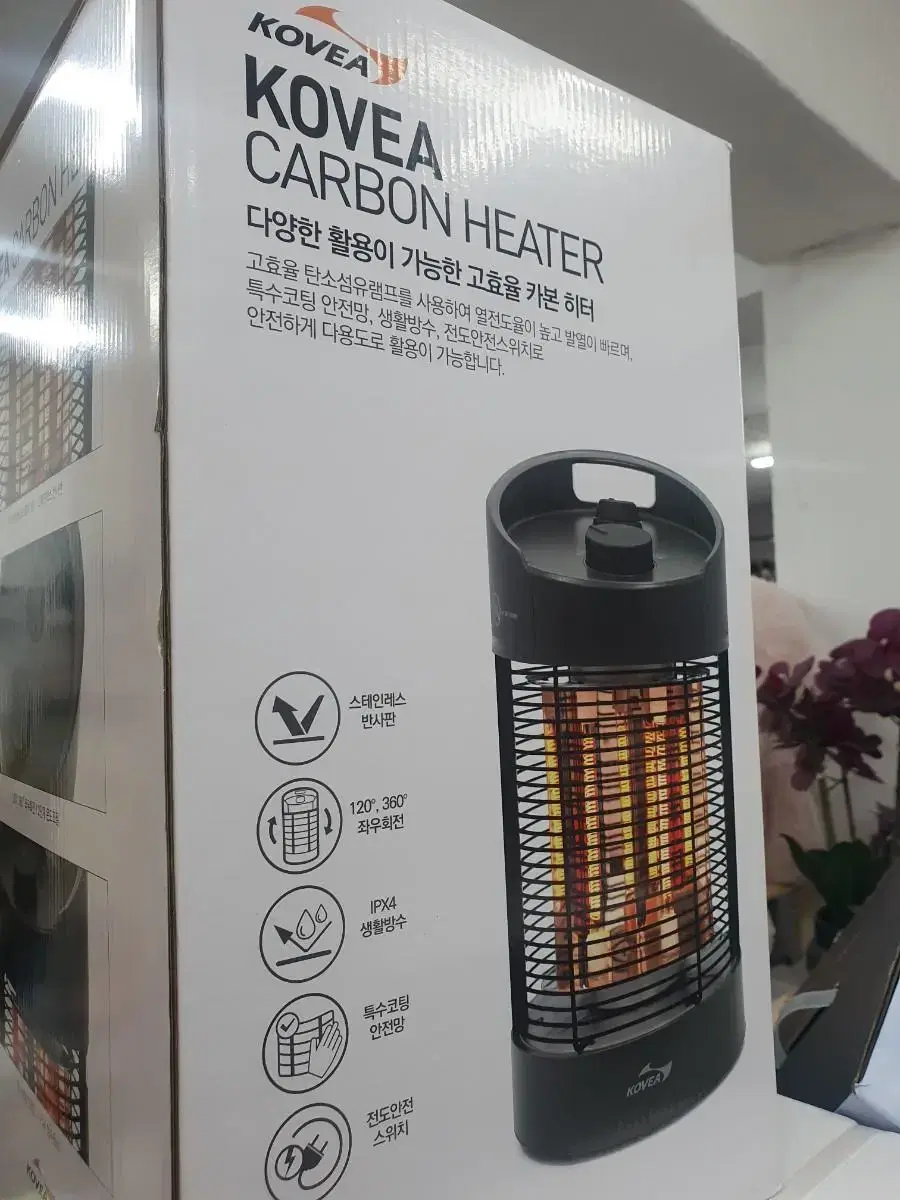 KOVEA
KOVEA
CARBON HEATER
다양한 활용이 가능한 고효율 카본 히터
고효율 탄소섬유램프를 사용하여 열전도율이 높고 발열이 빠르며,
특수코팅 안전망, 생활방수, 전도안전스위치로
안전하게 다용도로 활용이 가능합니다.
스테인레스
반사판
120°, 360°
좌우회전
IPX4
생활방수
특수코팅
안전망
전도안전
스위치
KOVEA
CARBON
KOVEA